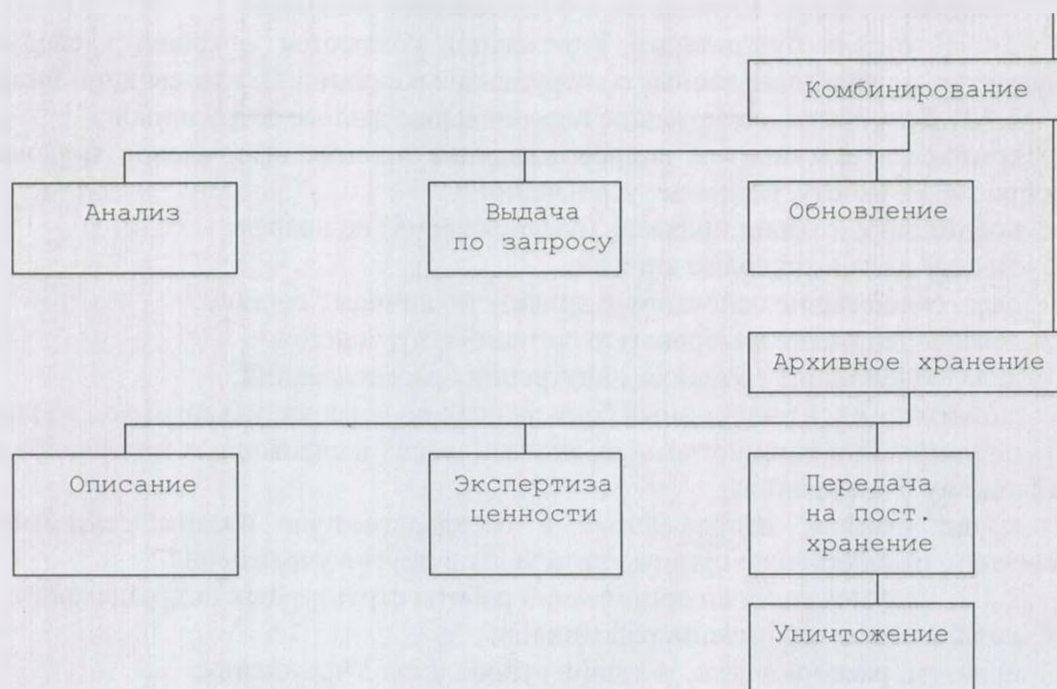 Комбинирование
Анализ
Выдача
по запросу
Обновление
Архивное хранение
Описание
Экспертиза
ценности
Передача
на пост.
хранение
Уничтожение